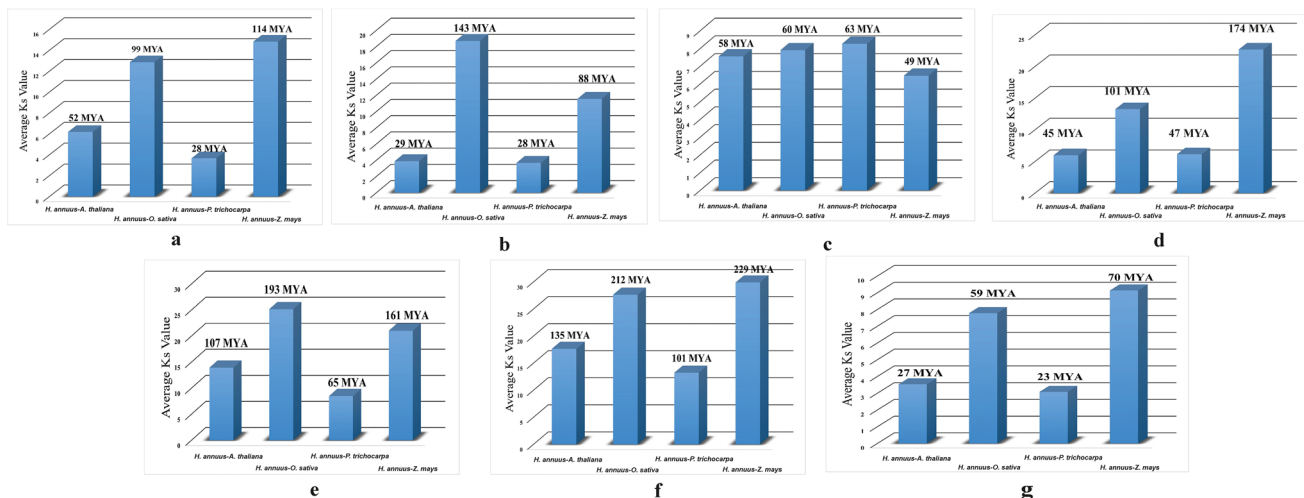 Average Ks Value
16
14
12
10
8
6
4
2
0
52 MYA
99 MYA
28 MYA
114 MYA
H. annuus-A. thaliana
H. annuus-O. sativa
H. annuus-P. trichocarpa
H. annuus-Z. mays
a
Average Ks Value
20
18
16
14
12
10
8
6
4
2
0
29 MYA
143 MYA
28 MYA
88 MYA
H. annuus-A. thaliana
H. annuus-O. sativa
H. annuus-P. trichocarpa
H. annuus-Z. mays
b
Average Ks Value
9
8
7
6
5
4
3
2
1
0
58 MYA
60 MYA
63 MYA
49 MYA
H. annuus-A. thaliana
H. annuus-O. sativa
H. annuus-P. trichocarpa
H. annuus-Z. mays
c
Average Ks Value
25
20
15
10
5
0
45 MYA
101 MYA
47 MYA
174 MYA
H. annuus-A. thaliana
H. annuus-O. sativa
H. annuus-P. trichocarpa
H. annuus-Z. mays
d
Average Ks Value
30
25
20
15
10
5
0
107 MYA
193 MYA
65 MYA
161 MYA
H. annuus-A. thaliana
H. annuus-O. sativa
H. annuus-P. trichocarpa
H. annuus-Z. mays
e
Average Ks Value
30
25
20
15
10
5
0
135 MYA
212 MYA
101 MYA
229 MYA
H. annuus-A. thaliana
H. annuus-O. sativa
H. annuus-P. trichocarpa
H. annuus-Z. mays
f
Average Ks Value
10
9
8
7
6
5
4
3
2
1
0
27 MYA
59 MYA
23 MYA
70 MYA
H. annuus-A. thaliana
H. annuus-O. sativa
H. annuus-P. trichocarpa
H. annuus-Z. mays
g